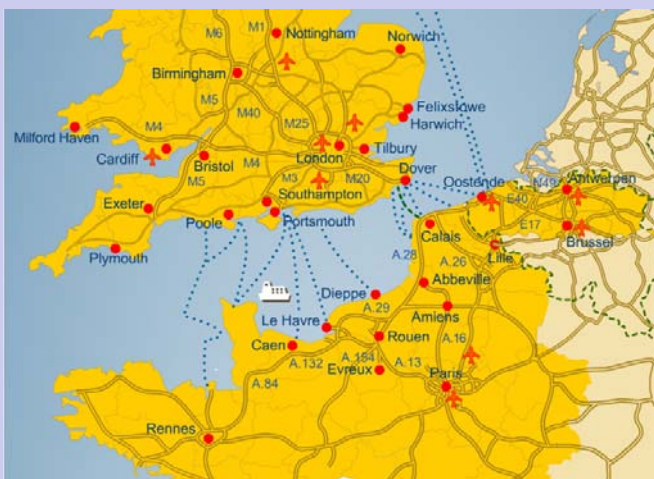 M6
M1
Nottingham
Norwich
Birmingham
M5
M40
M25
Felixstowe
Harwich
Milford Haven
M4
Cardiff
Bristol
M4
London
Tilbury
M3
M20
Dover
M5
Southampton
Exeter
Poole
Portsmouth
Plymouth
Oostende
N49
Antwerpen
E40
E17
Brussel
Calais
A.28
A.26
Lille
Abbeville
Dieppe
A.29
Amiens
Le Havre
Rouen
A.16
Caen
A.132
A.154
A.13
Evreux
Paris
A.84
Rennes